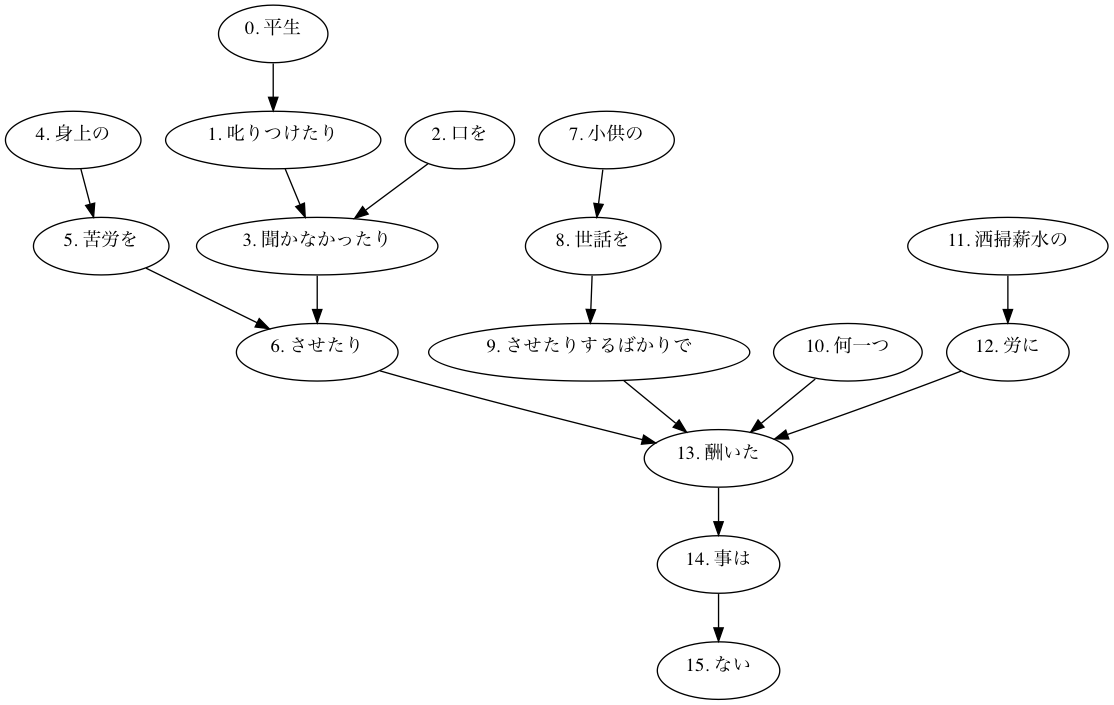 0. 平生
4. 身上の
1. 叱りつけたり
2. 口を
7. 小供の
5. 苦労を
3. 聞かなかったり
8. 世話を
11. 洒掃薪水の
6. させたり
9. させたりするばかりで
10. 何一つ
12. 労に
13. 酬いた
14. 事は
15. ない